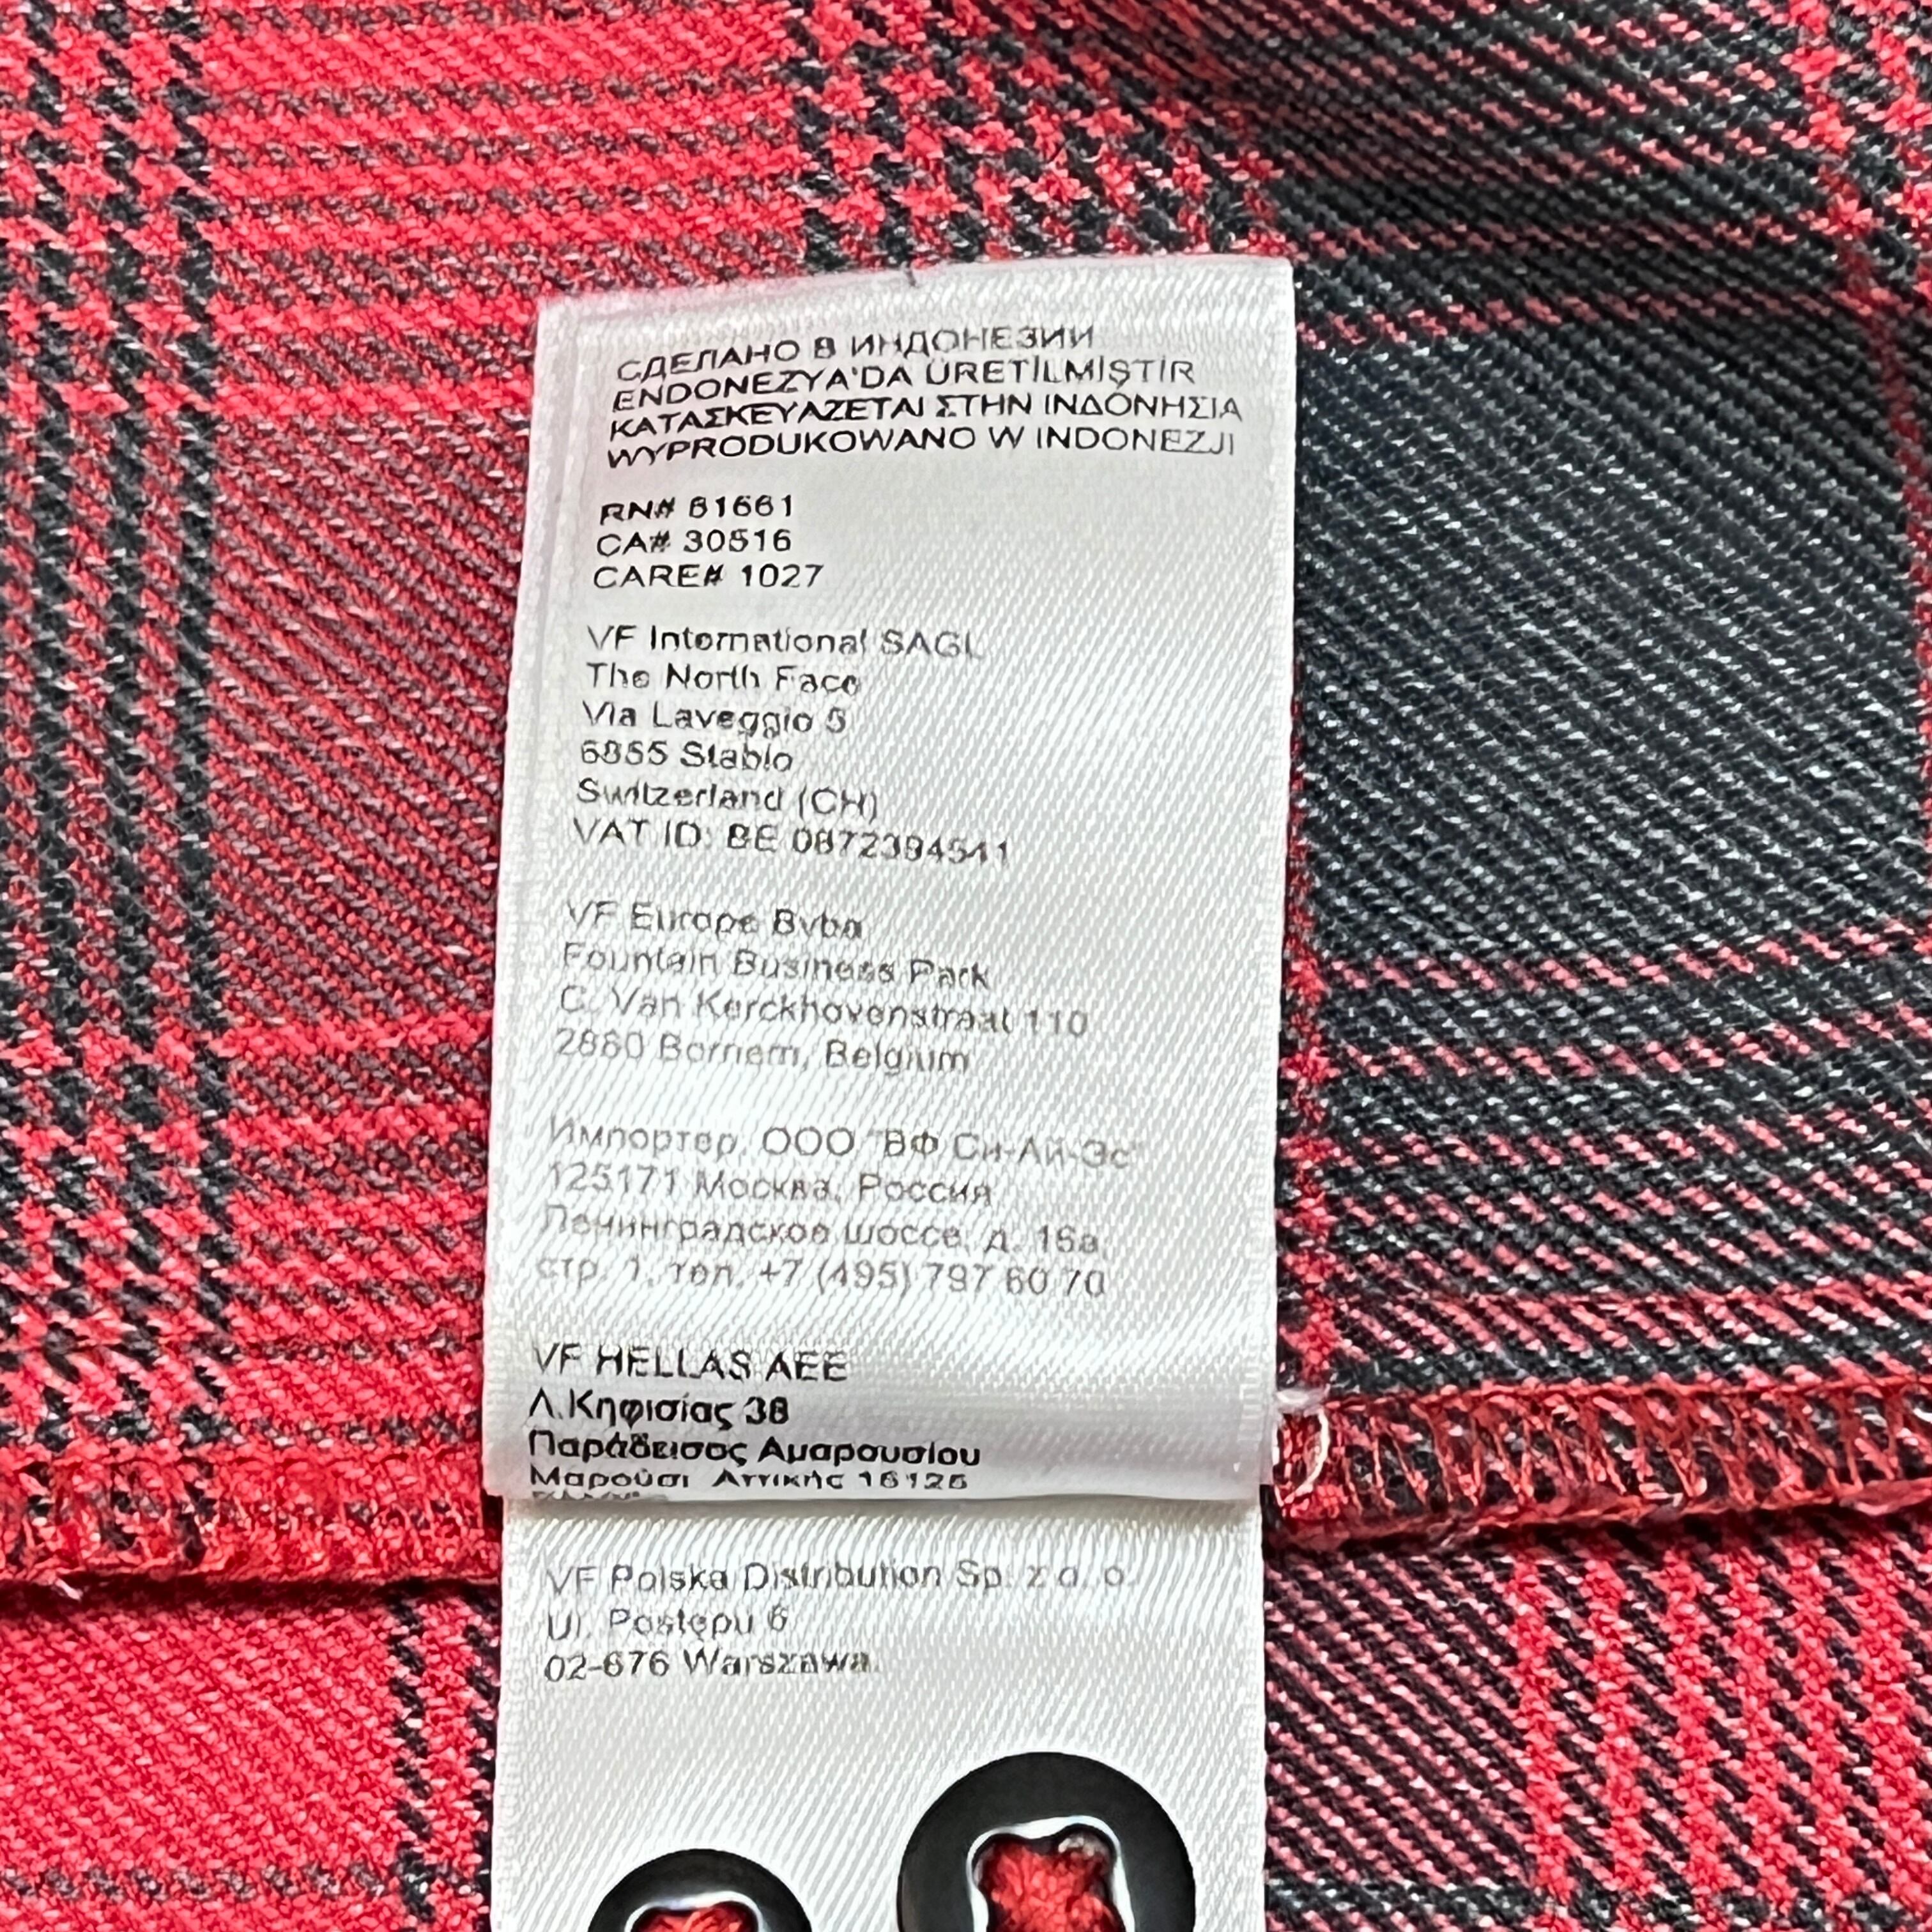 СДЕЛАНО В ИНДОНЕЗИИ
ENDONEZYA'DA ÜRETİLMİŞTİR
ΚΑΤΑΣΚΕΥΑΖΕΤΑΙ ΣΤΗΝ ΙΝΔΟΝΗΣΙΑ
WYPRODUKOWANO W INDONEZJI
RN# 61661
CA# 30516
CARE# 1027
VF International SAGL
The North Face
Via Laveggio 5
6855 Stabio
Switzerland (CH)
VAT ID: BE 0872384541
VF Europe Bvba
Fountain Business Park
C. Van Kerckhovenstraat 110
2880 Bornem, Belgium
Импортер: ООО "ВФ Си-Ай-Эс"
125171 Москва, Россия
Ленинградское шоссе, д. 16а,
стр. 1, тел. +7 (495) 797 60 70
VF HELLAS AEE
Λ.Κηφισίας 38
Παράδεισος Αμαρουσίου
Μαρούσι Αττικής 15125
VF Polska Distribution Sp. z o. o.
Ul. Postępu 6
02-676 Warszawa.